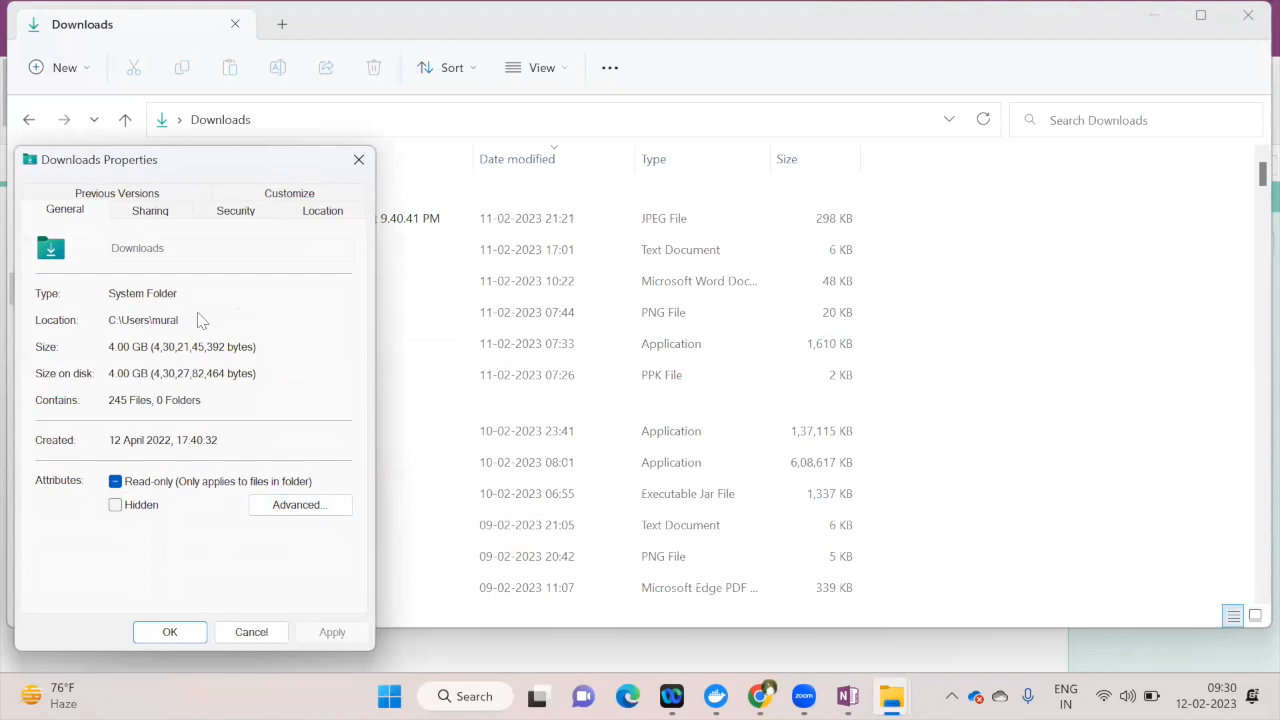 Downloads
New
Sort
View
Downloads
Search Downloads
Downloads Properties
Previous Versions
Customize
General
Sharing
Security
Location
Downloads
Type: System Folder
Location: C:\Users\mural
Size: 4.00 GB (4,30,21,45,392 bytes)
Size on disk: 4.00 GB (4,30,27,82,464 bytes)
Contains: 245 Files, 0 Folders
Created: 12 April 2022, 17:40:32
Attributes: Read-only (Only applies to files in folder)
Hidden
Advanced...
OK
Cancel
Apply
Date modified Type Size
9.40.41 PM 11-02-2023 21:21 JPEG File 298 KB
11-02-2023 17:01 Text Document 6 KB
11-02-2023 10:22 Microsoft Word Doc... 48 KB
11-02-2023 07:44 PNG File 20 KB
11-02-2023 07:33 Application 1,610 KB
11-02-2023 07:26 PPK File 2 KB
10-02-2023 23:41 Application 1,37,115 KB
10-02-2023 08:01 Application 6,08,617 KB
10-02-2023 06:55 Executable Jar File 1,337 KB
09-02-2023 21:05 Text Document 6 KB
09-02-2023 20:42 PNG File 5 KB
09-02-2023 11:07 Microsoft Edge PDF ... 339 KB
76°F
Haze
Search
ENG
IN
09:30
12-02-2023